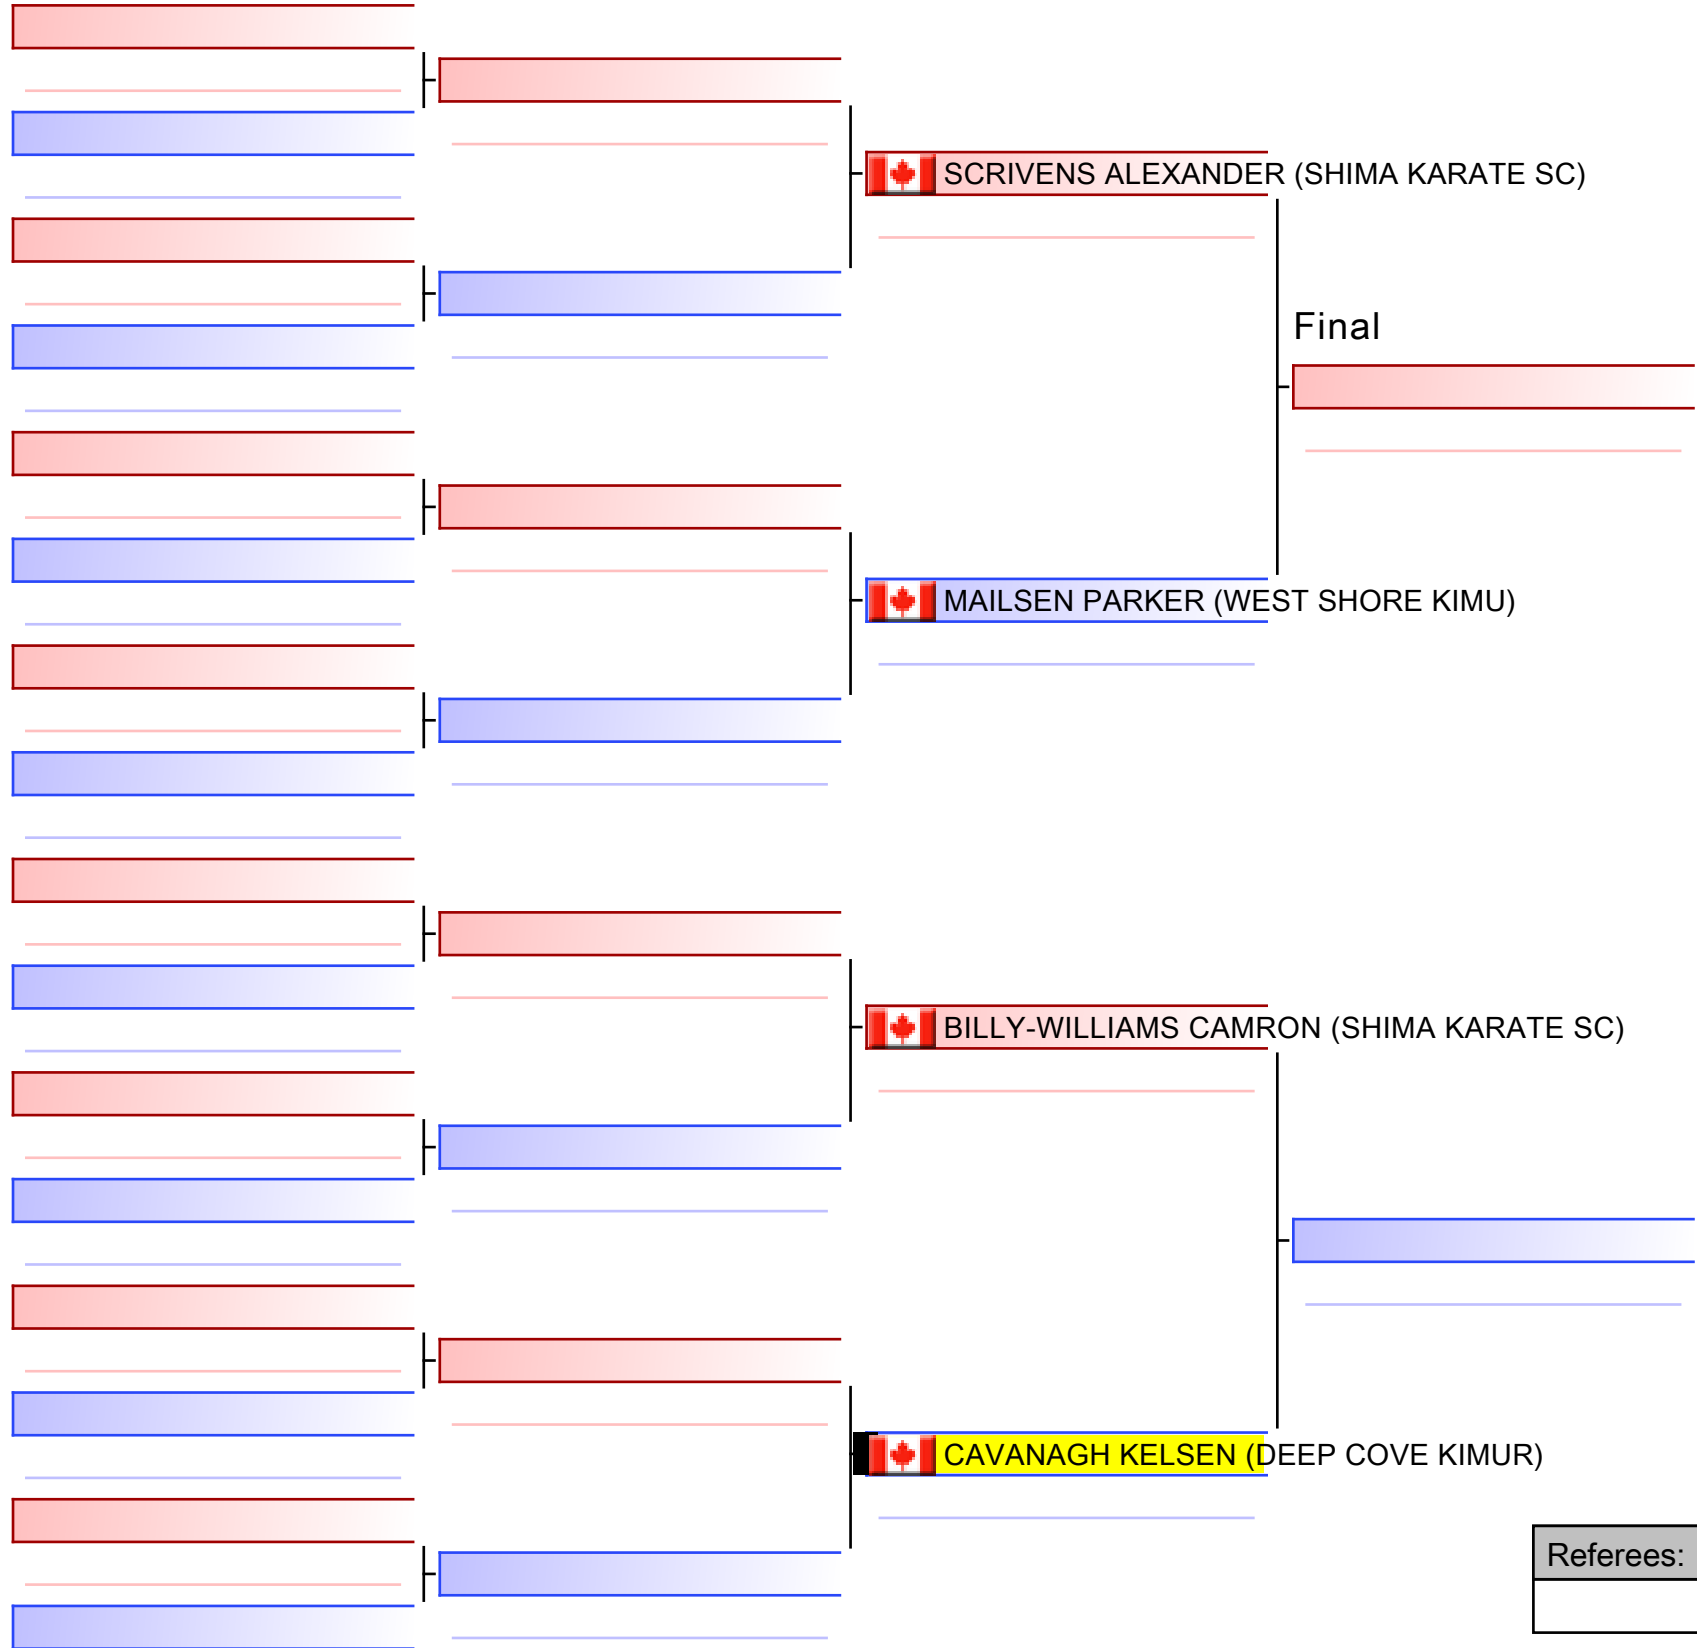 SCRIVENS ALEXANDER (SHIMA KARATE SC)
Final
MAILSEN PARKER (WEST SHORE KIMU)
BILLY-WILLIAMS CAMRON (SHIMA KARATE SC)
CAVANAGH KELSEN (DEEP COVE KIMUR)
Referees: